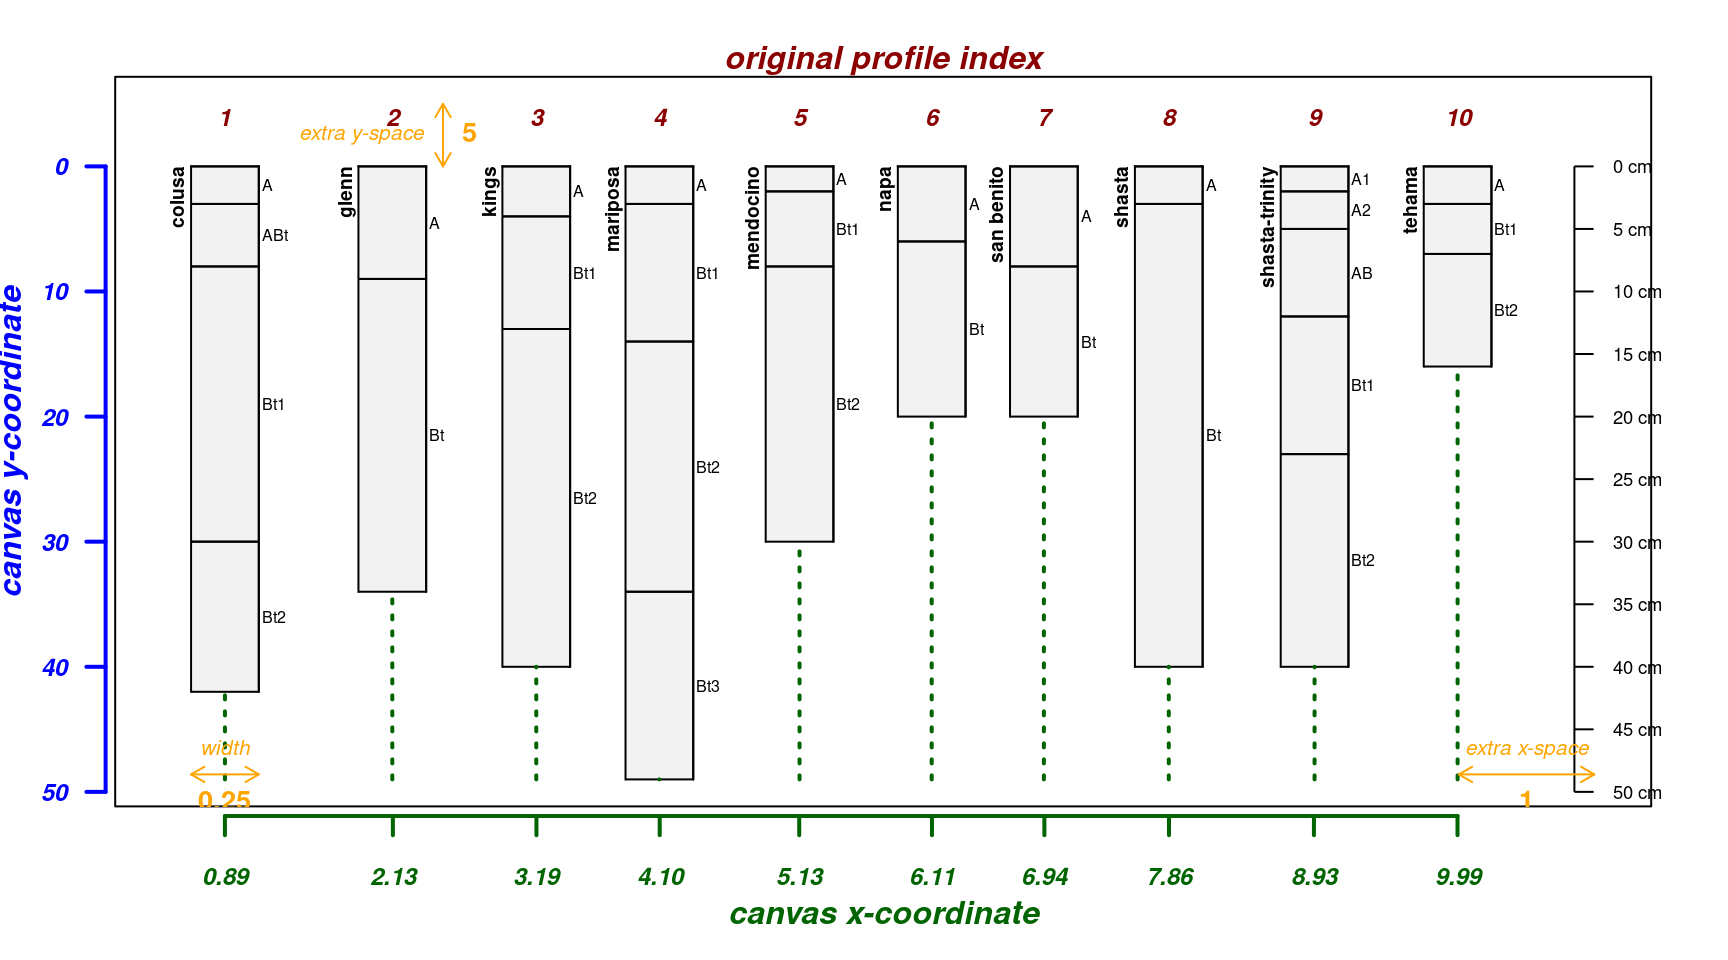 original profile index
1 2 3 4 5 6 7 8 9 10
extra y-space 5
canvas y-coordinate
0
10
20
30
40
50
colusa
A
ABt
Bt1
Bt2
glenn
A
Bt
kings
A
Bt1
Bt2
mariposa
A
Bt1
Bt2
Bt3
mendocino
A
Bt1
Bt2
napa
A
Bt
san benito
A
Bt
shasta
A
Bt
shasta-trinity
A1
A2
AB
Bt1
Bt2
tehama
A
Bt1
Bt2
0 cm
5 cm
10 cm
15 cm
20 cm
25 cm
30 cm
35 cm
40 cm
45 cm
50 cm
width
0.25
extra x-space
1
0.89 2.13 3.19 4.10 5.13 6.11 6.94 7.86 8.93 9.99
canvas x-coordinate